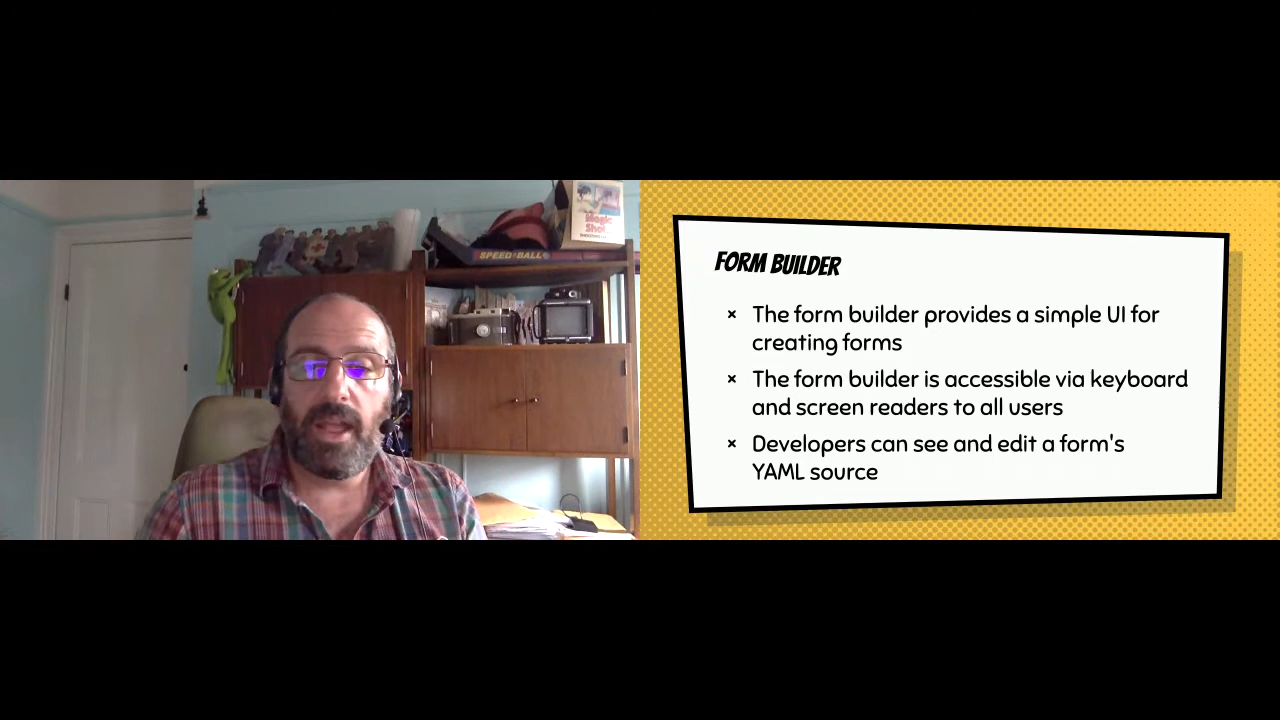 Magic
Shot
SPEED BALL
FORM BUILDER
× The form builder provides a simple UI for
creating forms
× The form builder is accessible via keyboard
and screen readers to all users
× Developers can see and edit a form's
YAML source